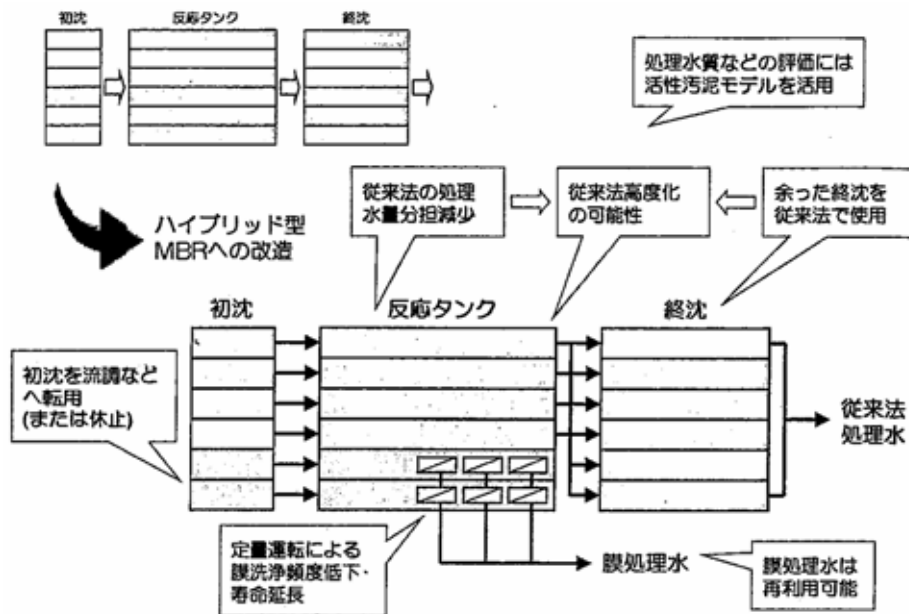 初沈
反応タンク
終沈
処理水質などの評価には
活性汚泥モデルを活用
従来法の処理
水量分担減少
従来法高度化
の可能性
余った終沈を
従来法で使用
ハイブリッド型
MBRへの改造
初沈
反応タンク
終沈
初沈を流調など
へ転用
(または休止)
従来法
処理水
定量運転による
膜洗浄頻度低下・
寿命延長
膜処理水
膜処理水は
再利用可能